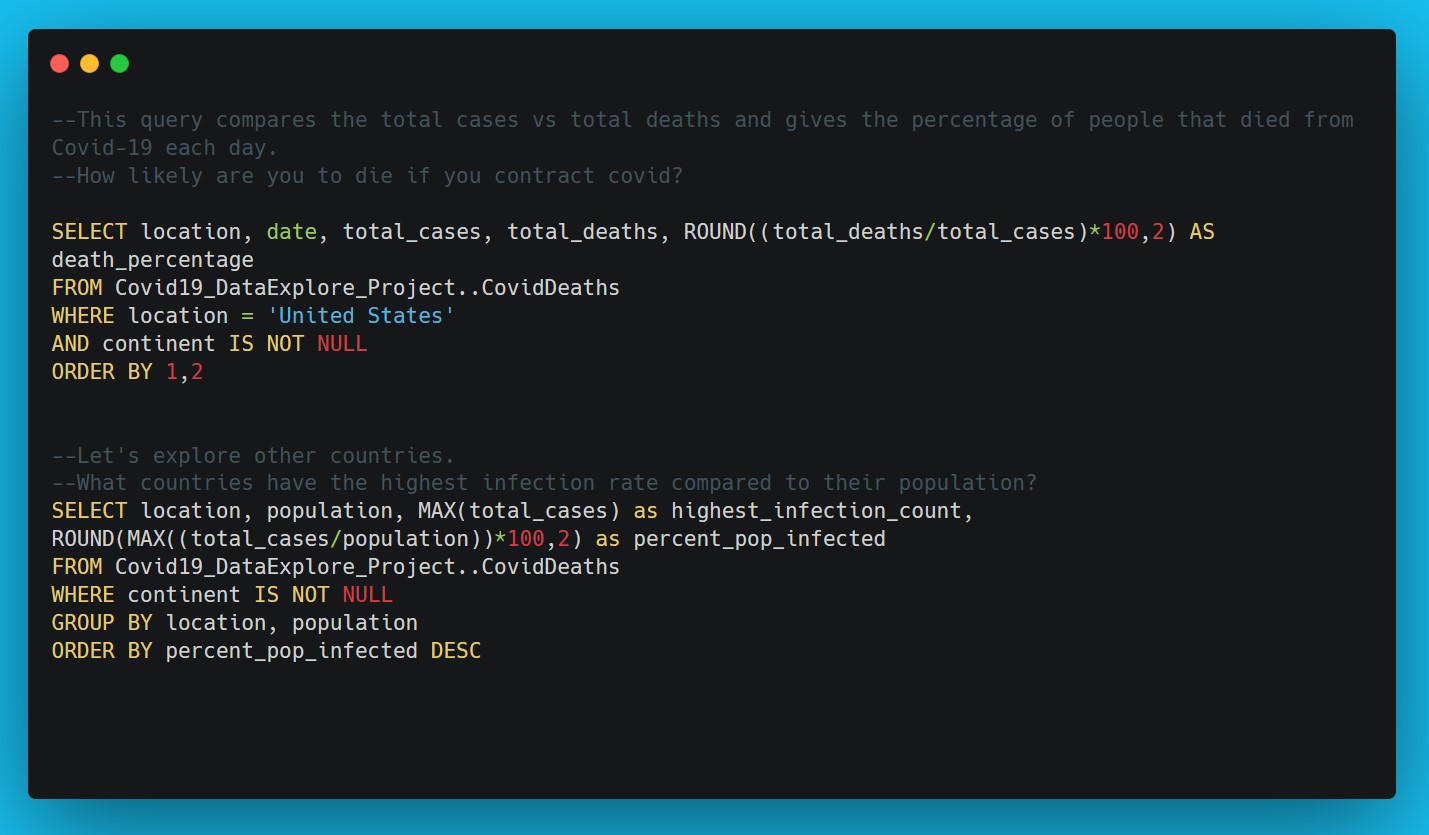 --This query compares the total cases vs total deaths and gives the percentage of people that died from
Covid-19 each day.
--How likely are you to die if you contract covid?
SELECT location, date, total_cases, total_deaths, ROUND((total_deaths/total_cases)*100,2) AS
death_percentage
FROM Covid19_DataExplore_Project..CovidDeaths
WHERE location = 'United States'
AND continent IS NOT NULL
ORDER BY 1,2
--Let's explore other countries.
--What countries have the highest infection rate compared to their population?
SELECT location, population, MAX(total_cases) as highest_infection_count,
ROUND(MAX((total_cases/population))*100,2) as percent_pop_infected
FROM Covid19_DataExplore_Project..CovidDeaths
WHERE continent IS NOT NULL
GROUP BY location, population
ORDER BY percent_pop_infected DESC